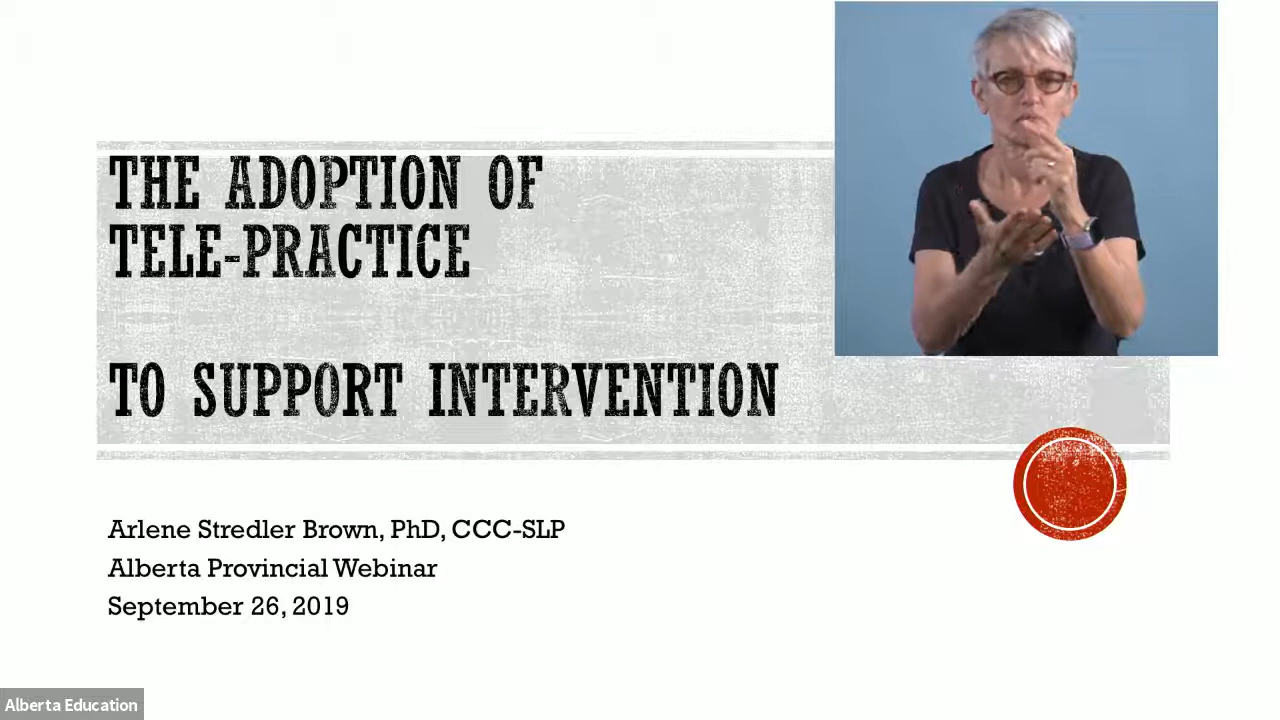 THE ADOPTION OF
TELE-PRACTICE
TO SUPPORT INTERVENTION
Arlene Stredler Brown, PhD, CCC-SLP
Alberta Provincial Webinar
September 26, 2019
Alberta Education